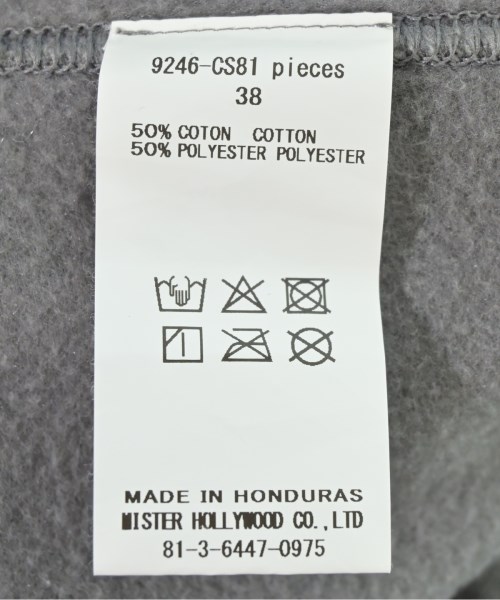 9246-CS81 pieces
38
50% COTON COTTON
50% POLYESTER POLYESTER
MADE IN HONDURAS
MISTER HOLLYWOOD CO.,LTD
81-3-6447-0975